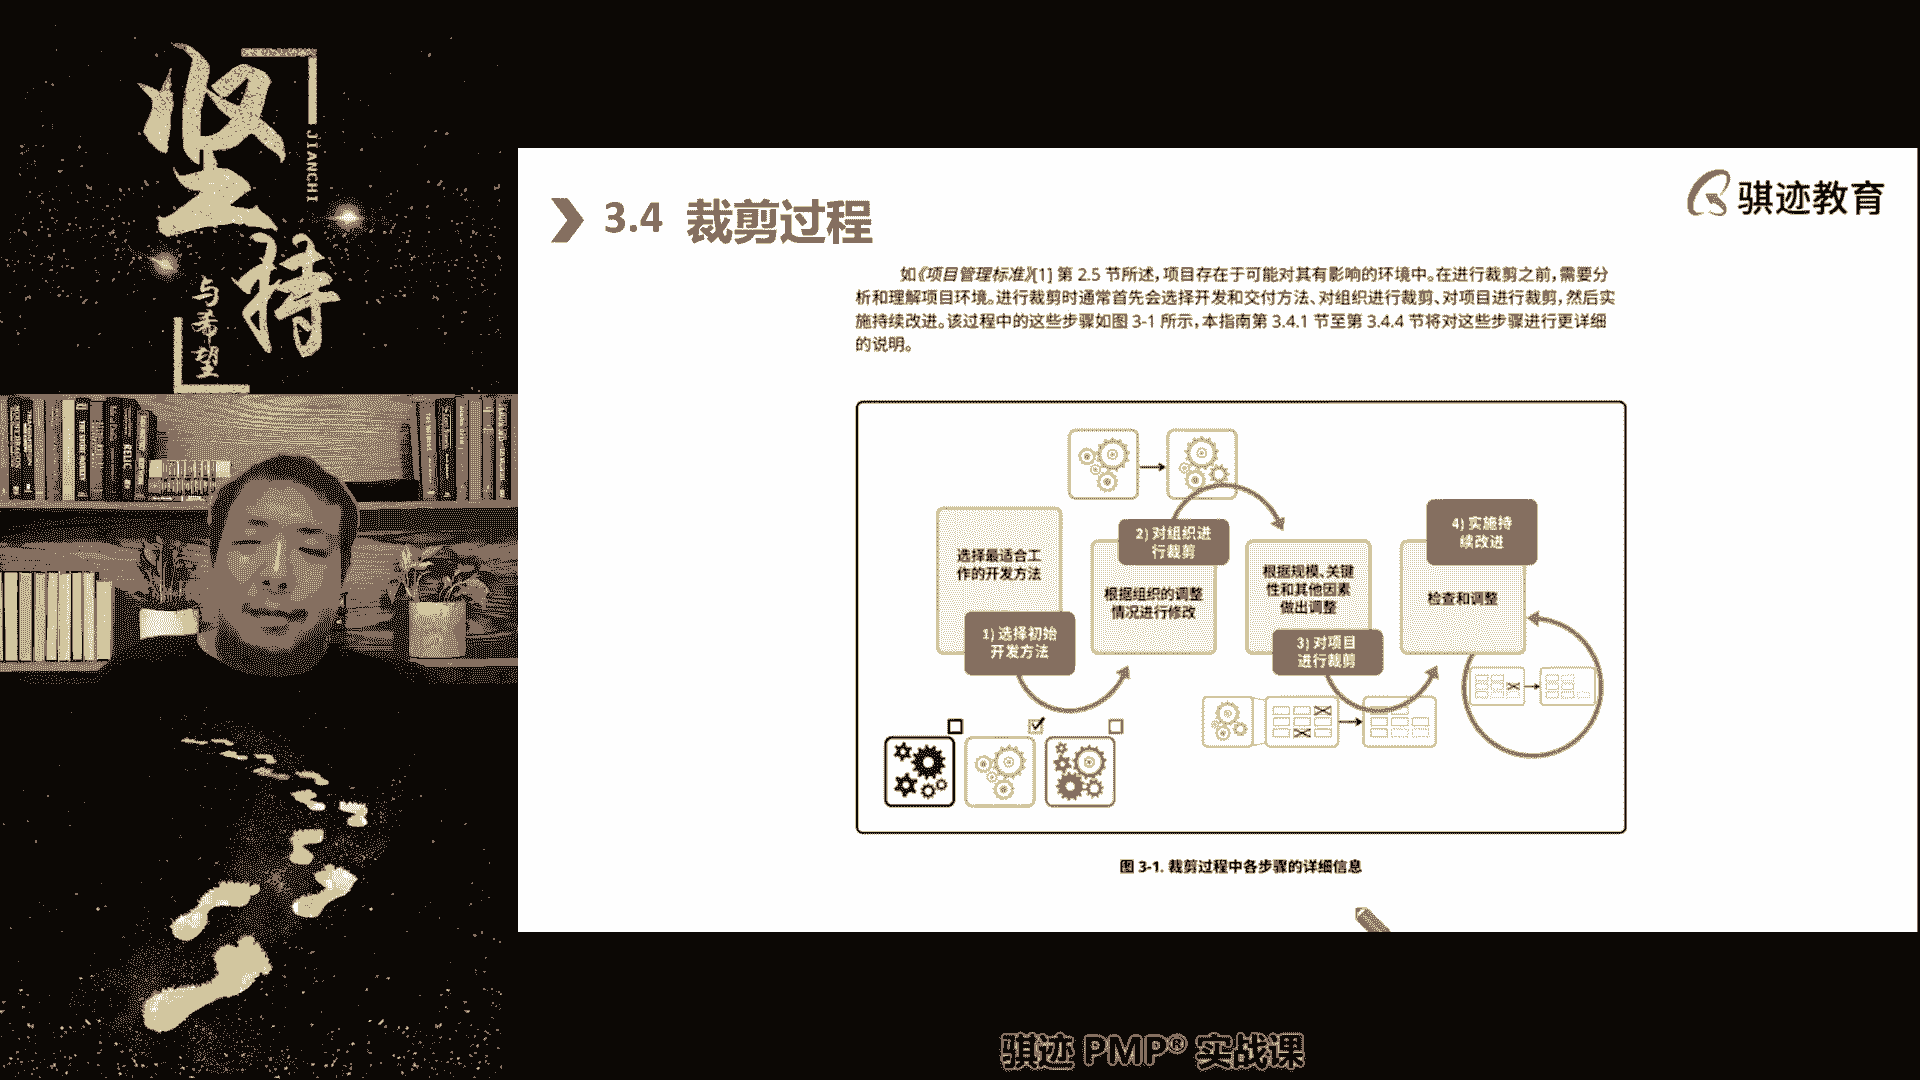 坚持
JIANCHI
与希望
3.4 裁剪过程
骐迹教育
如《项目管理标准》[1] 第 2.5 节所述，项目存在于可能对其有影响的环境中。在进行裁剪之前，需要分
析和理解项目环境。进行裁剪时通常首先会选择开发和交付方法、对组织进行裁剪、对项目进行裁剪，然后实
施持续改进。该过程中的这些步骤如图 3-1 所示，本指南第 3.4.1 节至第 3.4.4 节将对这些步骤进行更详细
的说明。
选择最适合工
作的开发方法
1) 选择初始
开发方法
2) 对组织进
行裁剪
根据组织的调整
情况进行修改
根据规模、关键
性和其他因素
做出调整
3) 对项目
进行裁剪
4) 实施持
续改进
检查和调整
图 3-1. 裁剪过程中各步骤的详细信息
骐迹 PMP® 实战课